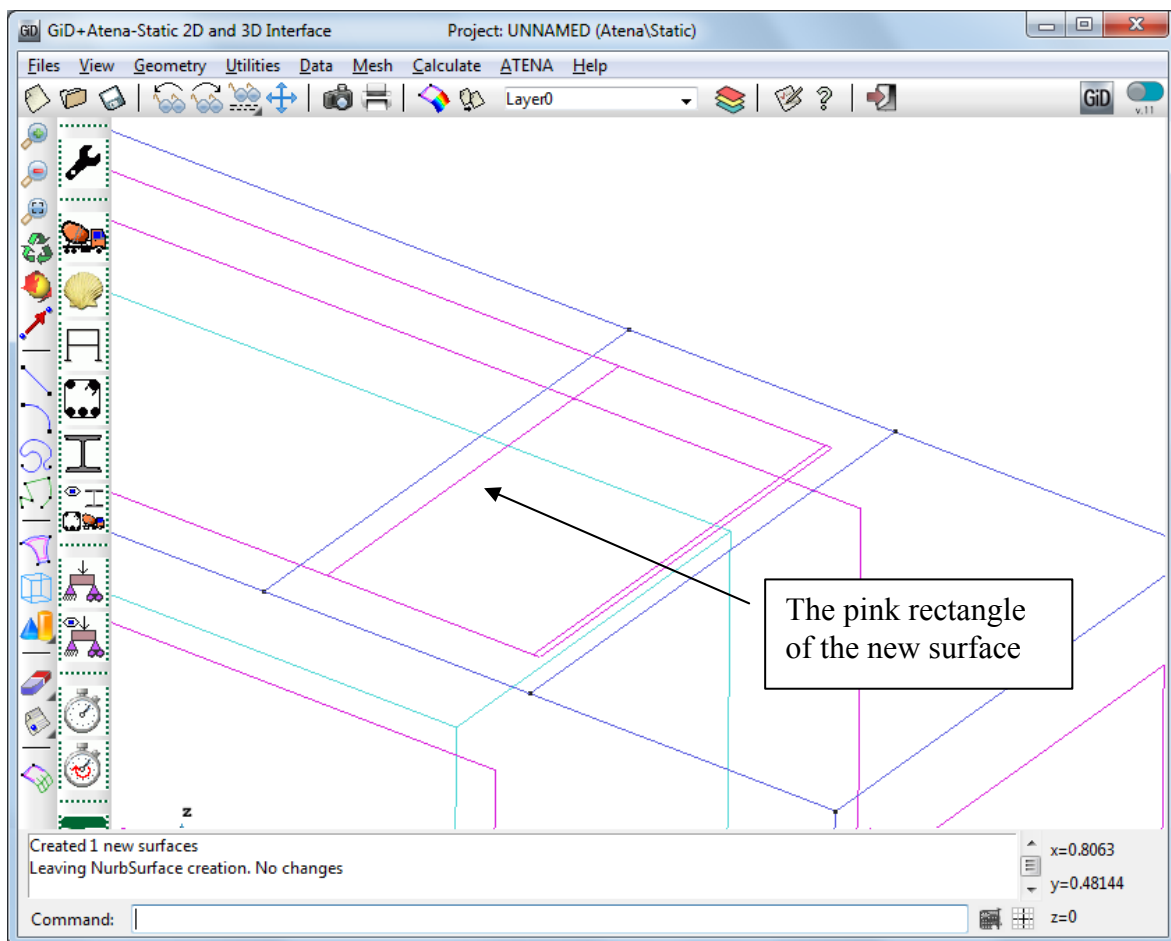 GiD GiD+Atena-Static 2D and 3D Interface Project: UNNAMED (Atena\Static)
Files View Geometry Utilities Data Mesh Calculate ATENA Help
Layer0 GiD
v.11
The pink rectangle
of the new surface
z
Created 1 new surfaces
Leaving NurbSurface creation. No changes
x=0.8063
y=0.48144
Command: z=0